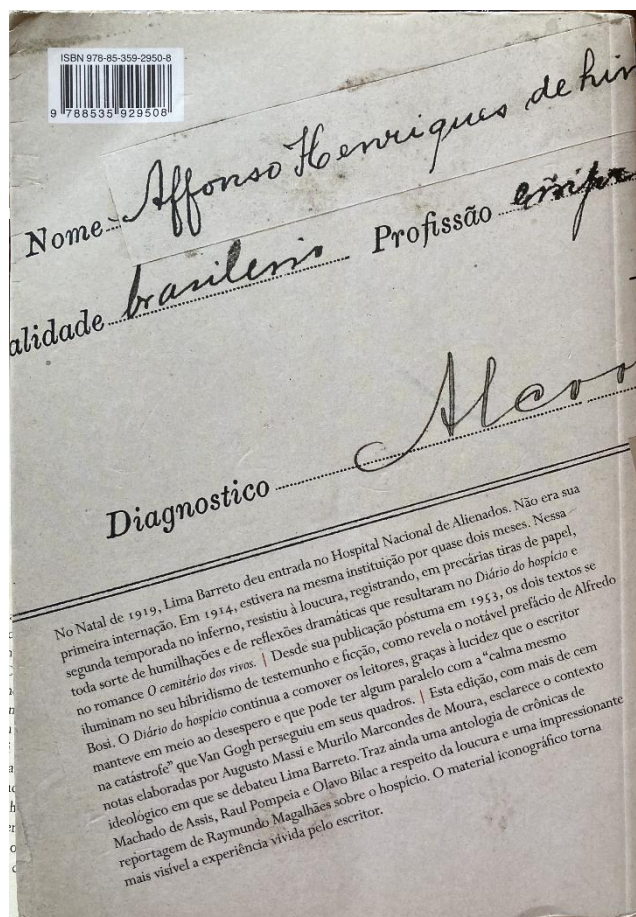 ISBN 978-85-359-2950-8
9 788535 929508
Nome Affonso Henriques de
Profissão
alidade brasileiro
Diagnostico
No Natal de 1919, Lima Barreto deu entrada no Hospital Nacional de Alienados. Não era sua
primeira internação. Em 1914, estivera na mesma instituição por quase dois meses. Nessa
segunda temporada no inferno, resistiu à loucura, registrando, em precárias tiras de papel,
toda sorte de humilhações e de reflexões dramáticas que resultaram no Diário do hospício e
no romance O cemitério dos vivos. | Desde sua publicação póstuma em 1953, os dois textos se
iluminam no seu hibridismo de testemunho e ficção, como revela o notável prefácio de Alfredo
Bosi. O Diário do hospício continua a comover os leitores, graças à lucidez que o escritor
manteve em meio ao desespero e que pode ter algum paralelo com a “calma mesmo
na catástrofe” que Van Gogh perseguiu em seus quadros. | Esta edição, com mais de cem
notas elaboradas por Augusto Massi e Murilo Marcondes de Moura, esclarece o contexto
ideológico em que se debateu Lima Barreto. Traz ainda uma antologia de crônicas de
Machado de Assis, Raul Pompeia e Olavo Bilac a respeito da loucura e uma impressionante
reportagem de Raymundo Magalhães sobre o hospício. O material iconográfico torna
mais visível a experiência vivida pelo escritor.